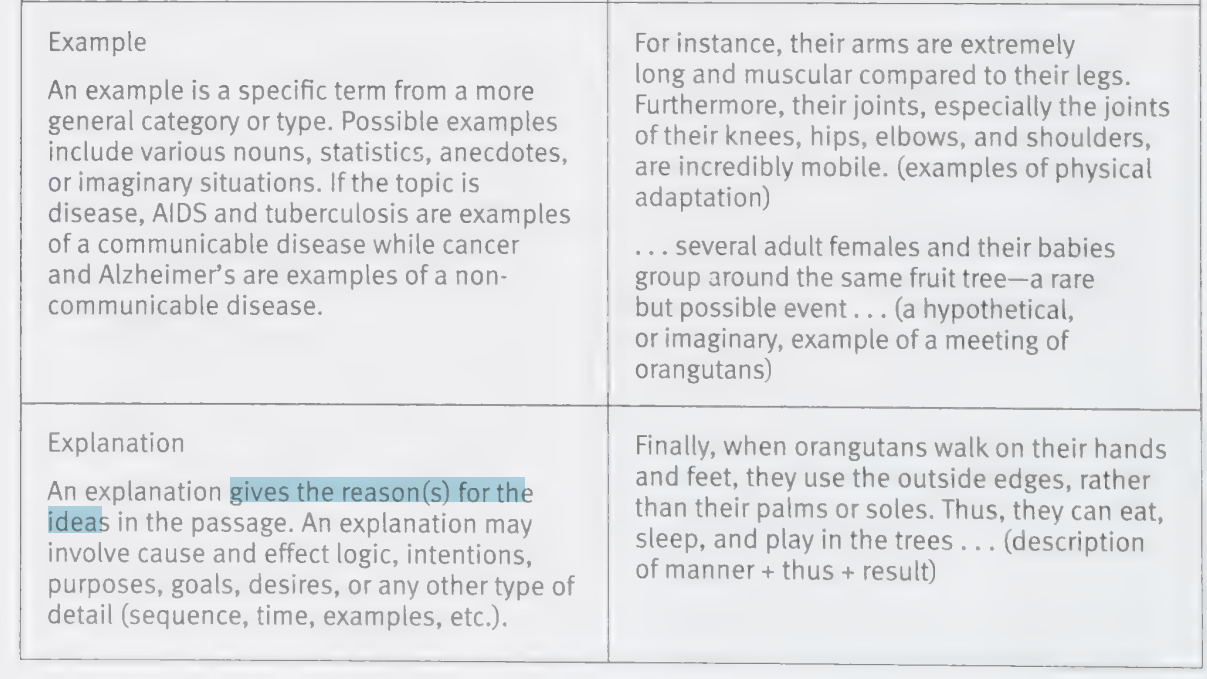 Example
An example is a specific term from a more
general category or type. Possible examples
include various nouns, statistics, anecdotes,
or imaginary situations. If the topic is
disease, AIDS and tuberculosis are examples
of a communicable disease while cancer
and Alzheimer's are examples of a non-
communicable disease.
For instance, their arms are extremely
long and muscular compared to their legs.
Furthermore, their joints, especially the joints
of their knees, hips, elbows, and shoulders,
are incredibly mobile. (examples of physical
adaptation)
. . . several adult females and their babies
group around the same fruit tree—a rare
but possible event . . . (a hypothetical,
or imaginary, example of a meeting of
orangutans)
Explanation
An explanation gives the reason(s) for the
ideas in the passage. An explanation may
involve cause and effect logic, intentions,
purposes, goals, desires, or any other type of
detail (sequence, time, examples, etc.).
Finally, when orangutans walk on their hands
and feet, they use the outside edges, rather
than their palms or soles. Thus, they can eat,
sleep, and play in the trees . . . (description
of manner + thus + result)